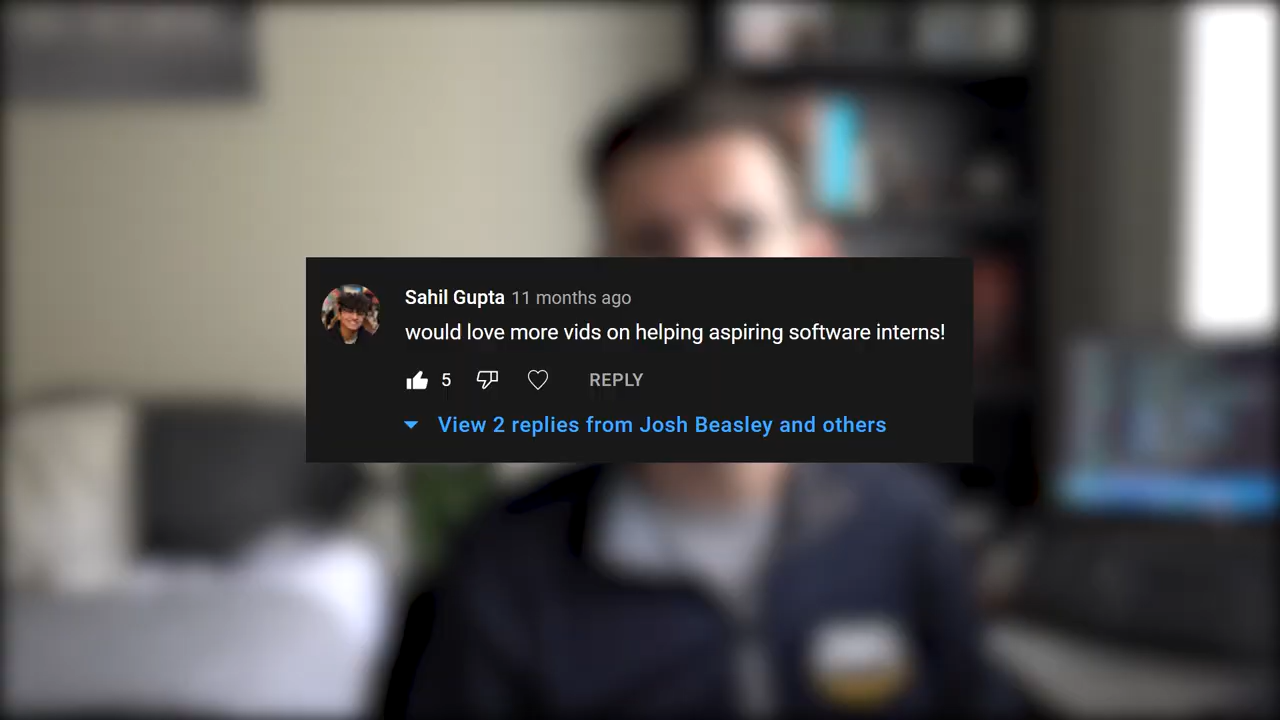 Sahil Gupta 11 months ago
would love more vids on helping aspiring software interns!
5 REPLY
View 2 replies from Josh Beasley and others